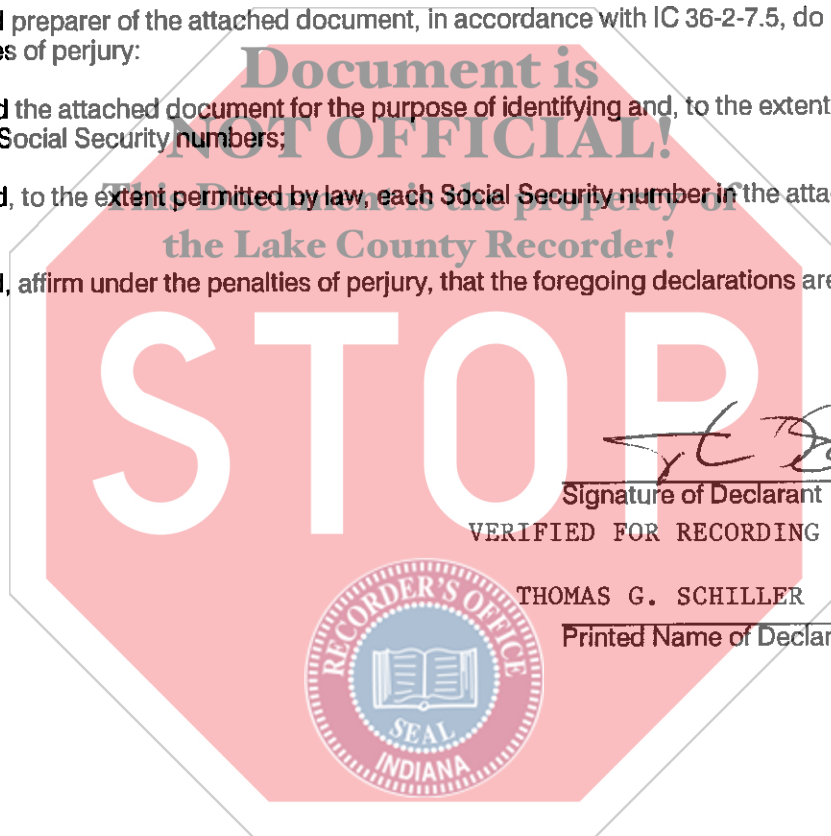 d preparer of the attached document, in accordance with IC 36-2-7.5, do
es of perjury:
Document is
d the attached document for the purpose of identifying and, to the extent
Social Security numbers;
NOT OFFICIAL!
d, to the extent permitted by law, each Social Security number in the atta
This Document is the property of
the Lake County Recorder!
d, affirm under the penalties of perjury, that the foregoing declarations are
STOP
Signature of Declarant
VERIFIED FOR RECORDING
THOMAS G. SCHILLER
Printed Name of Declar
RECORDER'S OFFICE
SEAL
INDIANA